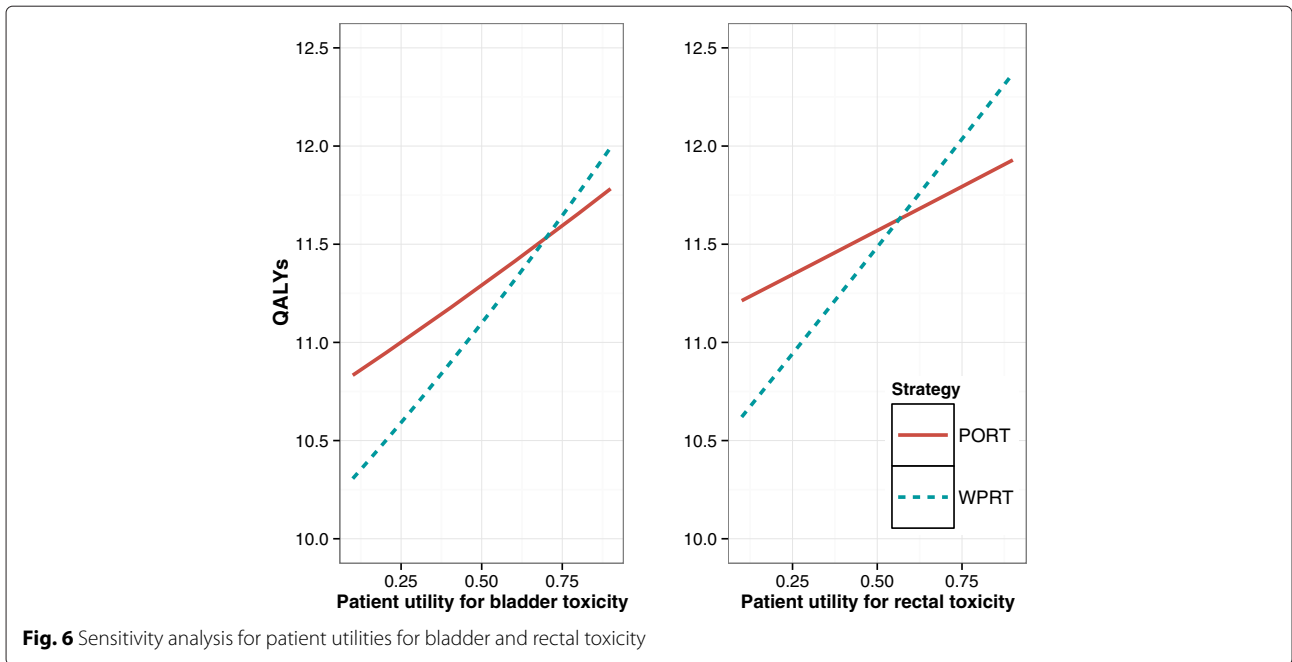 12.5
12.0
11.5
11.0
10.5
10.0
QALYs
0.25 0.50 0.75
Patient utility for bladder toxicity
12.5
12.0
11.5
11.0
10.5
10.0
0.25 0.50 0.75
Patient utility for rectal toxicity
Strategy
PORT
WPRT
Fig. 6 Sensitivity analysis for patient utilities for bladder and rectal toxicity